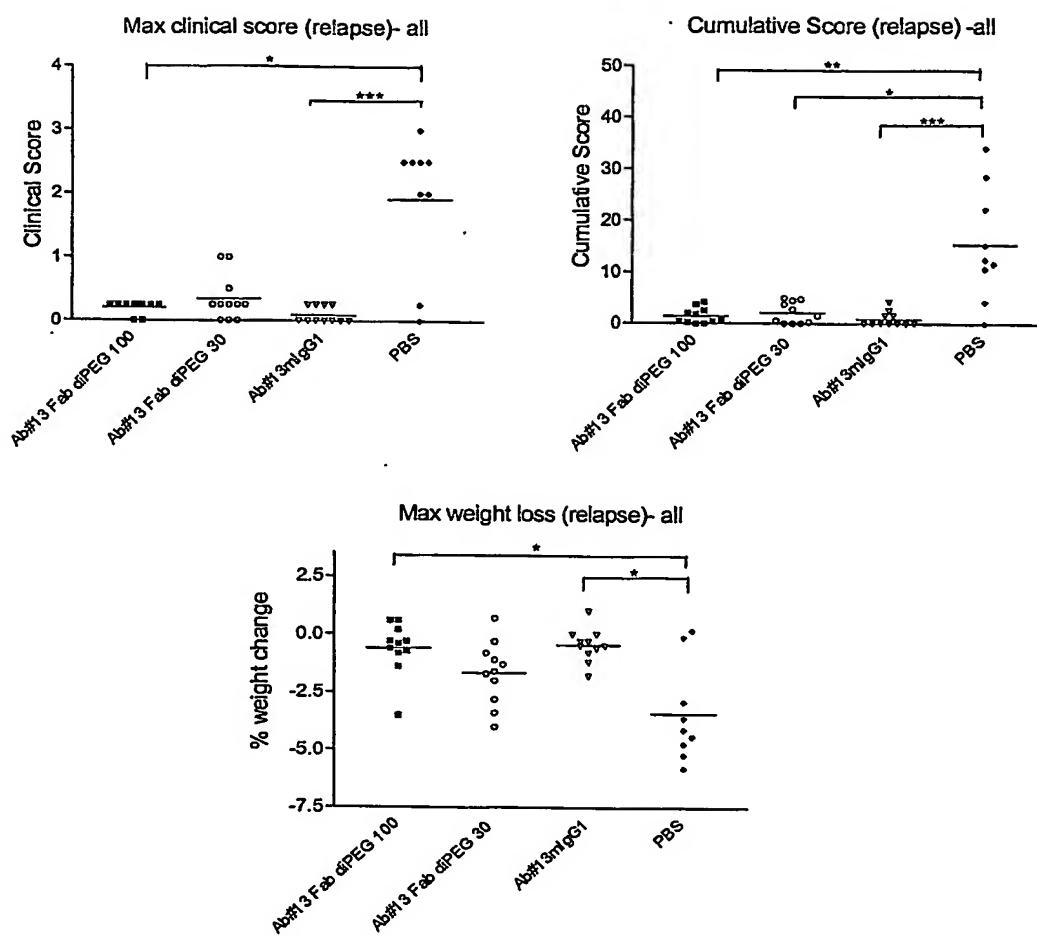 Max clinical score (relapse)- all
Clinical Score
4
3
2
1
0
*
***
Ab#13 Fab diPEG 100
Ab#13 Fab diPEG 30
Ab#13mIgG1
PBS
Cumulative Score (relapse) -all
Cumulative Score
50
40
30
20
10
0
**
*
***
Ab#13 Fab diPEG 100
Ab#13 Fab diPEG 30
Ab#13mIgG1
PBS
Max weight loss (relapse)- all
% weight change
2.5
0.0
-2.5
-5.0
-7.5
*
*
Ab#13 Fab diPEG 100
Ab#13 Fab diPEG 30
Ab#13mIgG1
PBS